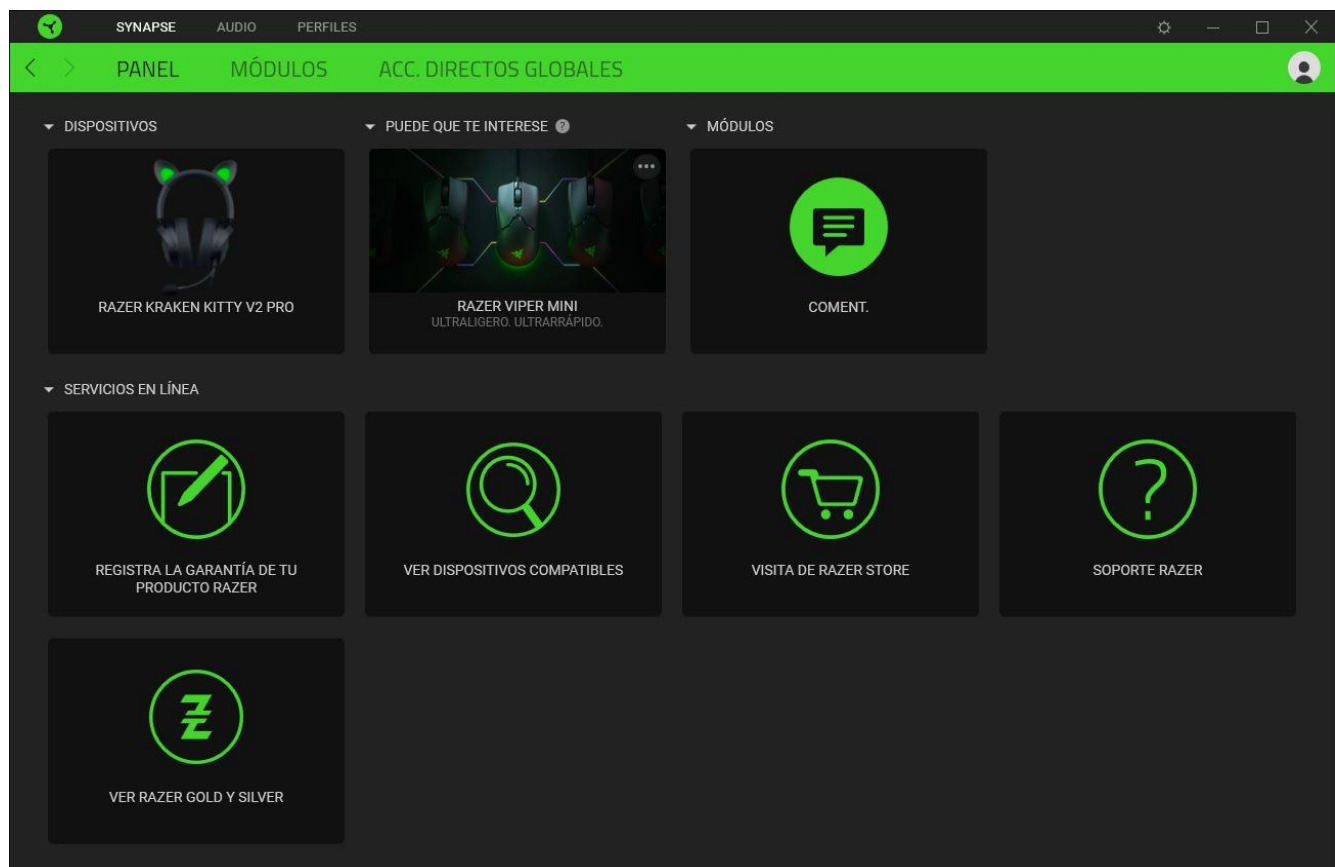 SYNAPSE AUDIO PERFILES
PANEL MÓDULOS ACC. DIRECTOS GLOBALES
DISPOSITIVOS
RAZER KRAKEN KITTY V2 PRO
PUEDE QUE TE INTERESE ?
RAZER VIPER MINI
ULTRALIGERO. ULTRARRÁPIDO.
MÓDULOS
COMENT.
SERVICIOS EN LÍNEA
REGISTRA LA GARANTÍA DE TU
PRODUCTO RAZER
VER DISPOSITIVOS COMPATIBLES
VISITA DE RAZER STORE
SOPORTE RAZER
VER RAZER GOLD Y SILVER